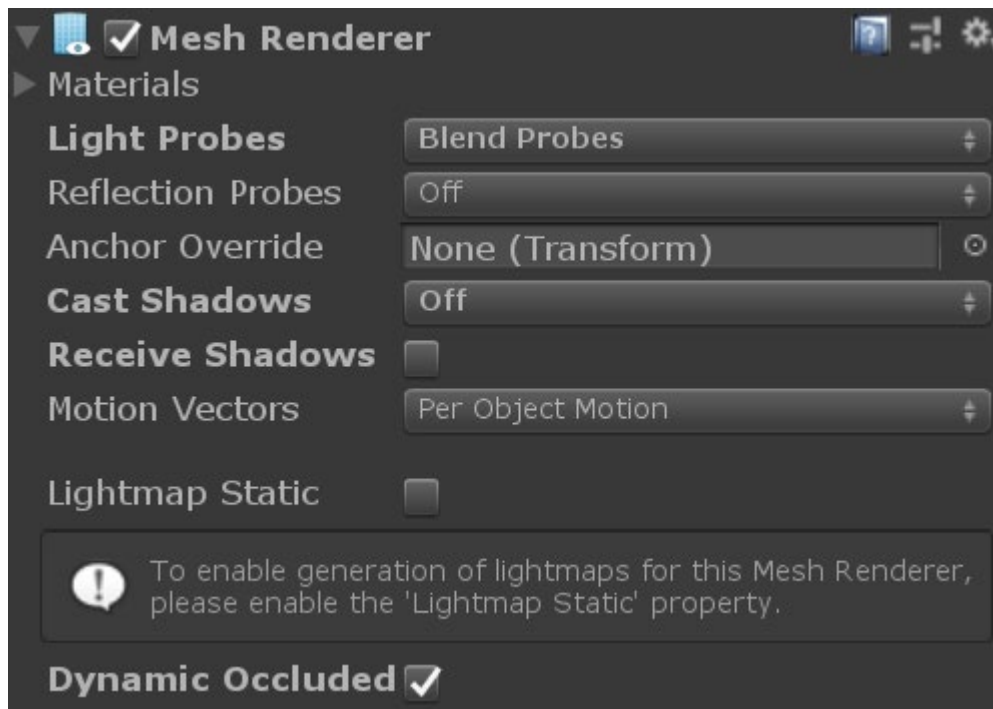 Mesh Renderer
Materials
Light Probes Blend Probes
Reflection Probes Off
Anchor Override None (Transform)
Cast Shadows Off
Receive Shadows
Motion Vectors Per Object Motion
Lightmap Static
To enable generation of lightmaps for this Mesh Renderer,
please enable the 'Lightmap Static' property.
Dynamic Occluded